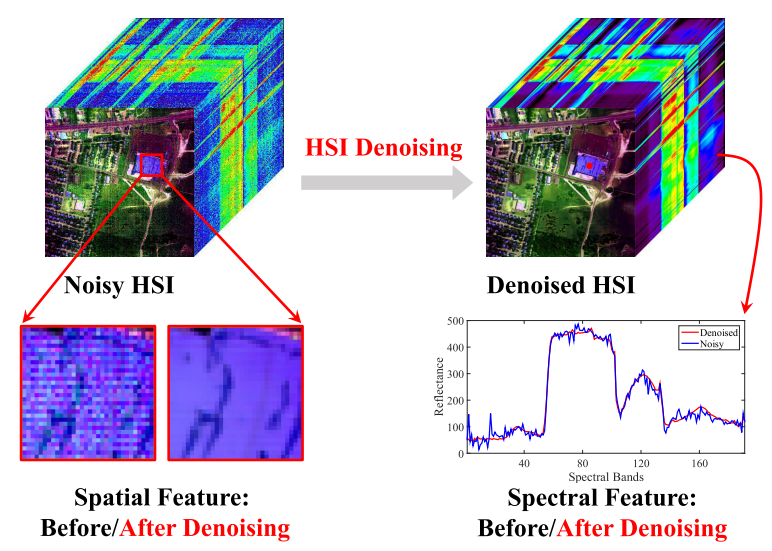 HSI Denoising
Noisy HSI
Denoised HSI
500
400
300
200
100
0
Reflectance
Denoised
Noisy
40
80
120
160
Spectral Bands
Spatial Feature:
Before/After Denoising
Spectral Feature:
Before/After Denoising